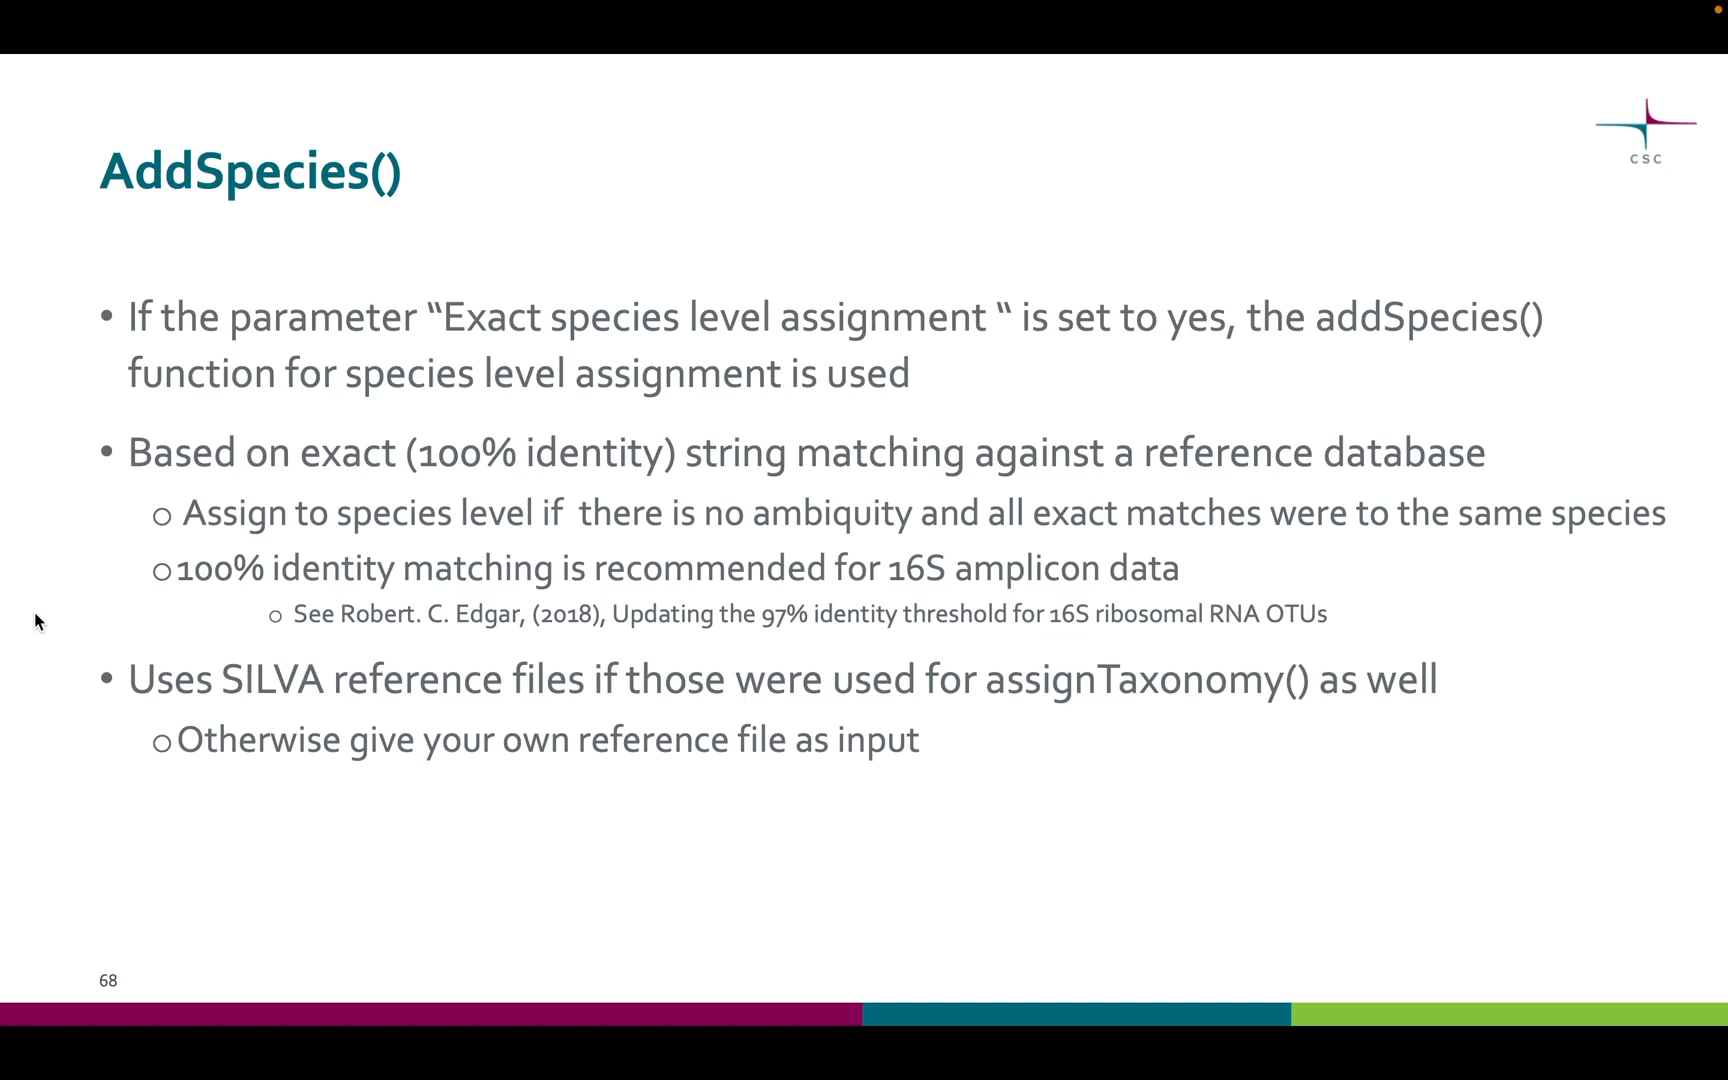 CSC
AddSpecies()
• If the parameter “Exact species level assignment “ is set to yes, the addSpecies()
function for species level assignment is used
• Based on exact (100% identity) string matching against a reference database
o Assign to species level if  there is no ambiquity and all exact matches were to the same species
o 100% identity matching is recommended for 16S amplicon data
o See Robert. C. Edgar, (2018), Updating the 97% identity threshold for 16S ribosomal RNA OTUs
• Uses SILVA reference files if those were used for assignTaxonomy() as well
o Otherwise give your own reference file as input
68